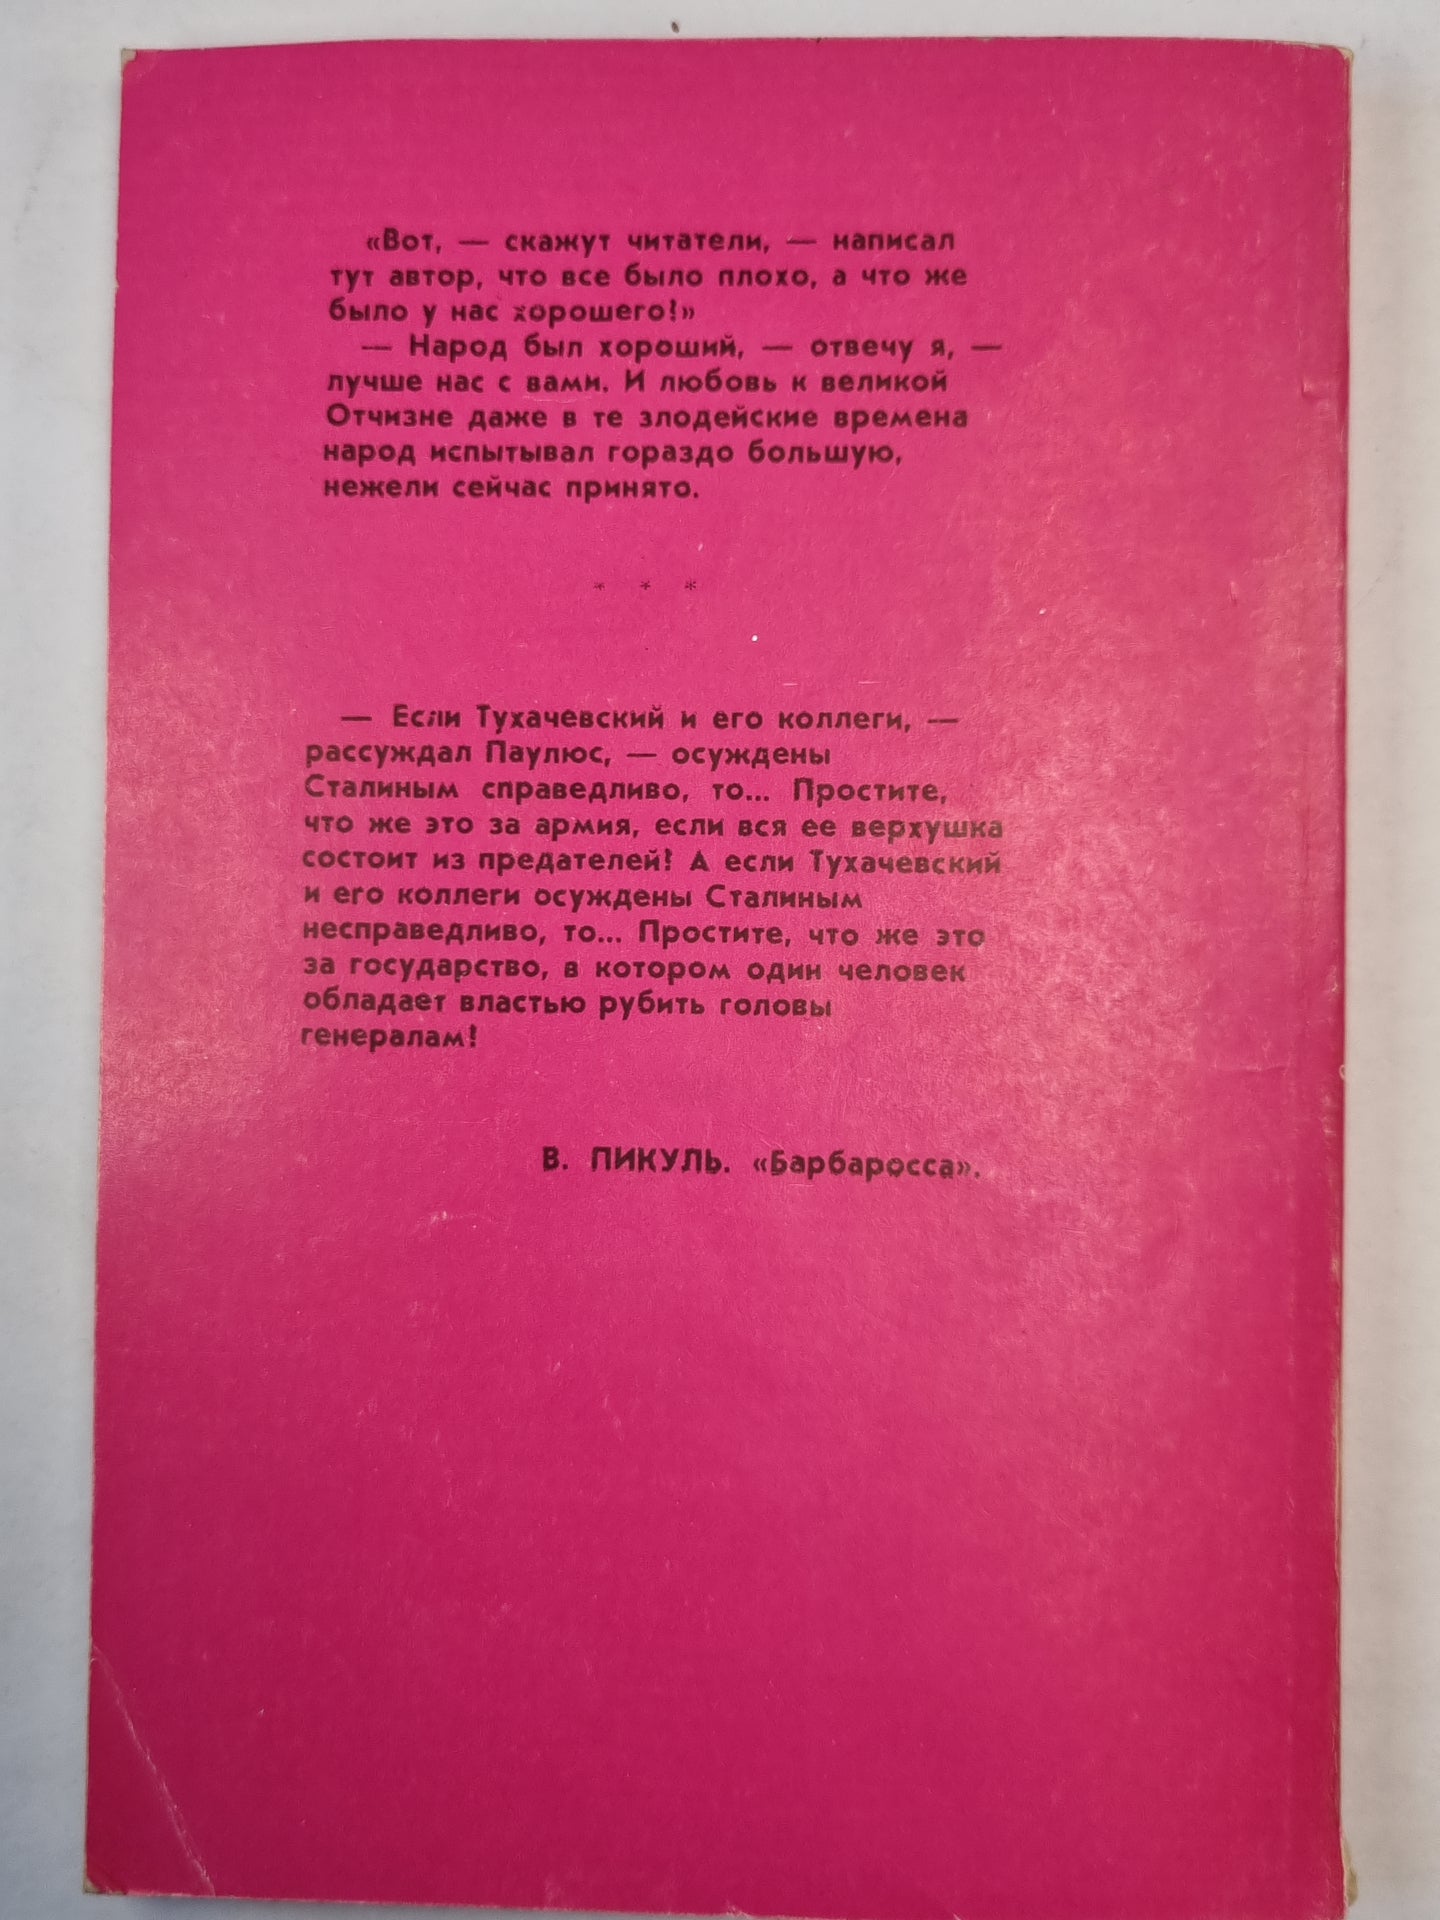 «Вот, — скажут читатели, — написал
тут автор, что все было плохо, а что же
было у нас хорошего!»
— Народ был хороший, — отвечу я, —
лучше нас с вами. И любовь к великой
Отчизне даже в те злодейские времена
народ испытывал гораздо большую,
нежели сейчас принято.
* * *
— Если Тухачевский и его коллеги, —
рассуждал Паулюс, — осуждены
Сталиным справедливо, то... Простите,
что же это за армия, если вся ее верхушка
состоит из предателей! А если Тухачевский
и его коллеги осуждены Сталиным
несправедливо, то... Простите, что же это
за государство, в котором один человек
обладает властью рубить головы
генералам!
В. ПИКУЛЬ. «Барбаросса».